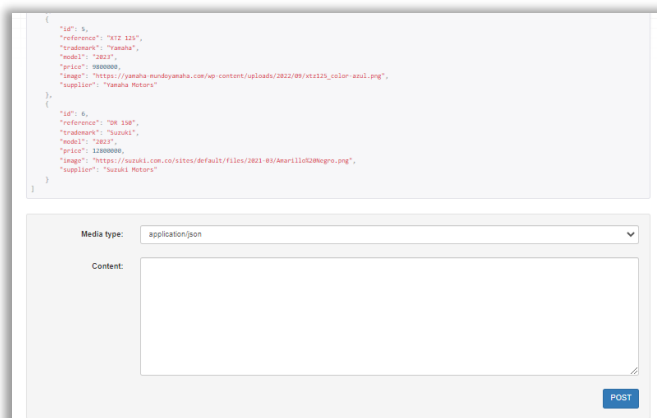 {
"id": 5,
"reference": "XTZ 125",
"trademark": "Yamaha",
"model": "2023",
"price": 9800000,
"image": "https://yamaha-mundoyamaha.com/wp-content/uploads/2022/09/xtz125_color-azul.png",
"supplier": "Yamaha Motors"
},
{
"id": 6,
"reference": "DR 150",
"trademark": "Suzuki",
"model": "2023",
"price": 12800000,
"image": "https://suzuki.com.co/sites/default/files/2021-03/Amarillo%20Negro.png",
"supplier": "Suzuki Motors"
}
]
Media type: application/json
Content:
POST